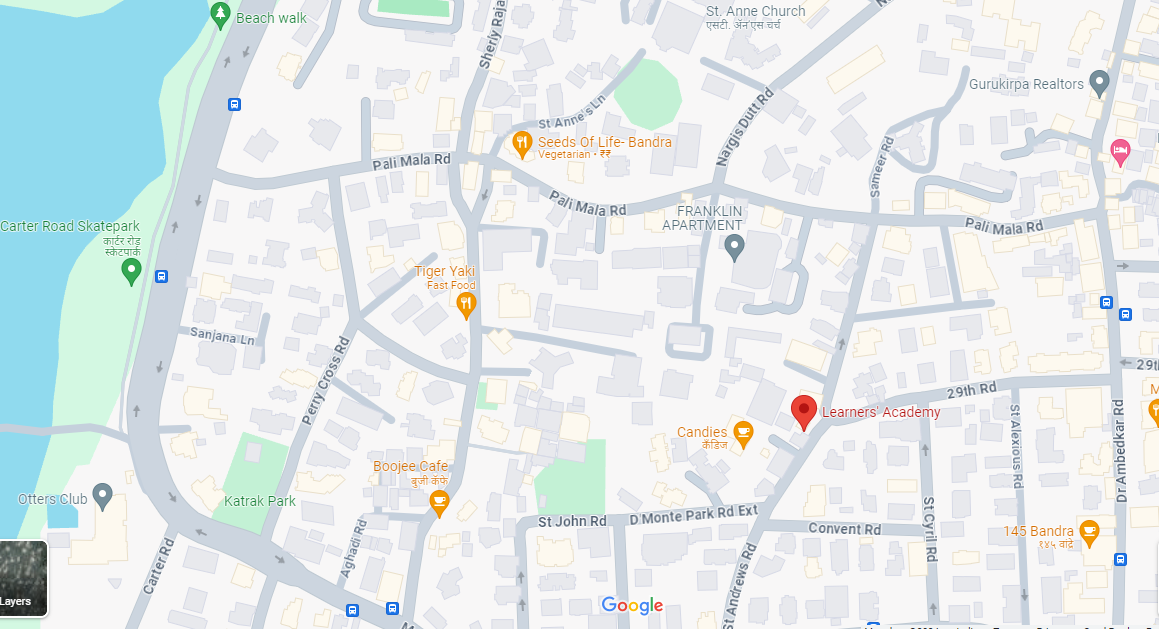 Beach walk
St. Anne Church
एसटी. ॲन एस चर्च
Sherly Raja
Gurukirpa Realtors
St Anne's Ln
Nargis Dutt Rd
Seeds Of Life- Bandra
Vegetarian • ₹₹
Pali Mala Rd
Sameer Rd
Pali Mala Rd
FRANKLIN
APARTMENT
Pali Mala Rd
Carter Road Skatepark
कार्टर रोड
स्केटपार्क
Tiger Yaki
Fast Food
Sanjana Ln
Perry Cross Rd
29th
29th Rd
Learners' Academy
Candies
कँडिज
St Alexious Rd
Dr Ambedkar Rd
Boojee Cafe
बुजी कॅफे
Otters Club
Katrak Park
St John Rd
D Monte Park Rd Ext
Convent Rd
St Cyril Rd
145 Bandra
१४५ वांद्रे
Carter Rd
Aghadi Rd
St Andrews Rd
Layers
Google